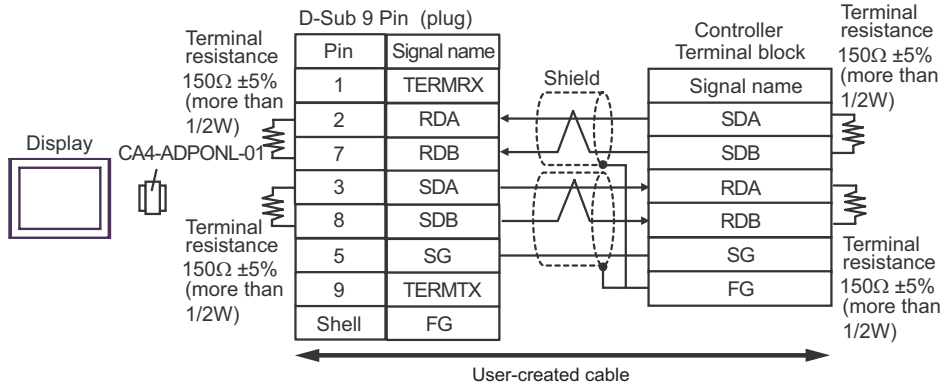 D-Sub 9 Pin (plug)
Terminal
resistance
150Ω ±5%
(more than
1/2W)
Pin Signal name
1 TERMRX
2 RDA
7 RDB
3 SDA
8 SDB
5 SG
9 TERMTX
Shell FG
Display
CA4-ADPONL-01
Terminal
resistance
150Ω ±5%
(more than
1/2W)
Shield
Controller
Terminal block
Signal name
SDA
SDB
RDA
RDB
SG
FG
Terminal
resistance
150Ω ±5%
(more than
1/2W)
Terminal
resistance
150Ω ±5%
(more than
1/2W)
User-created cable